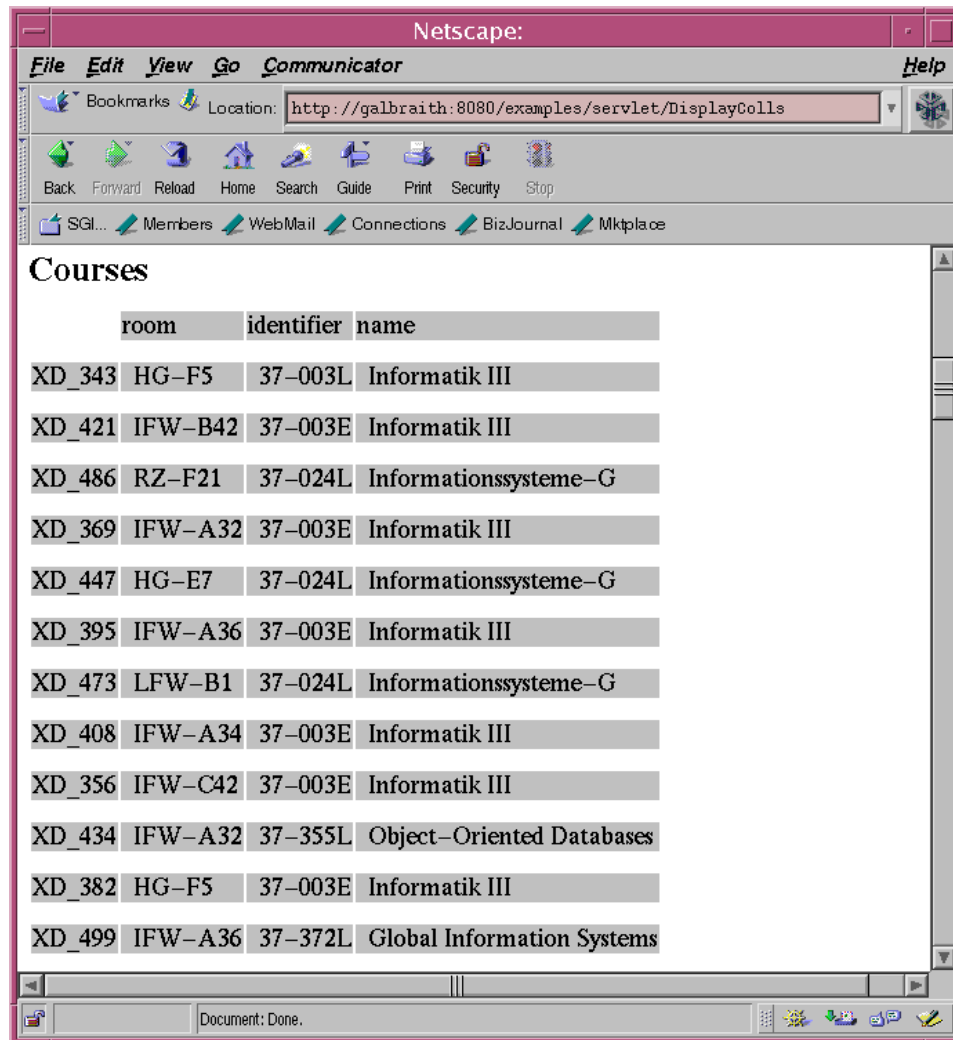 Netscape:
File Edit View Go Communicator Help
Bookmarks Location: http://galbraith:8080/examples/servlet/DisplayColls
Back Forward Reload Home Search Guide Print Security Stop
SGI... Members WebMail Connections BizJournal Mktplace
Courses
room identifier name
XD_343 HG-F5 37-003L Informatik III
XD_421 IFW-B42 37-003E Informatik III
XD_486 RZ-F21 37-024L Informationssysteme-G
XD_369 IFW-A32 37-003E Informatik III
XD_447 HG-E7 37-024L Informationssysteme-G
XD_395 IFW-A36 37-003E Informatik III
XD_473 LFW-B1 37-024L Informationssysteme-G
XD_408 IFW-A34 37-003E Informatik III
XD_356 IFW-C42 37-003E Informatik III
XD_434 IFW-A32 37-355L Object-Oriented Databases
XD_382 HG-F5 37-003E Informatik III
XD_499 IFW-A36 37-372L Global Information Systems
Document: Done.